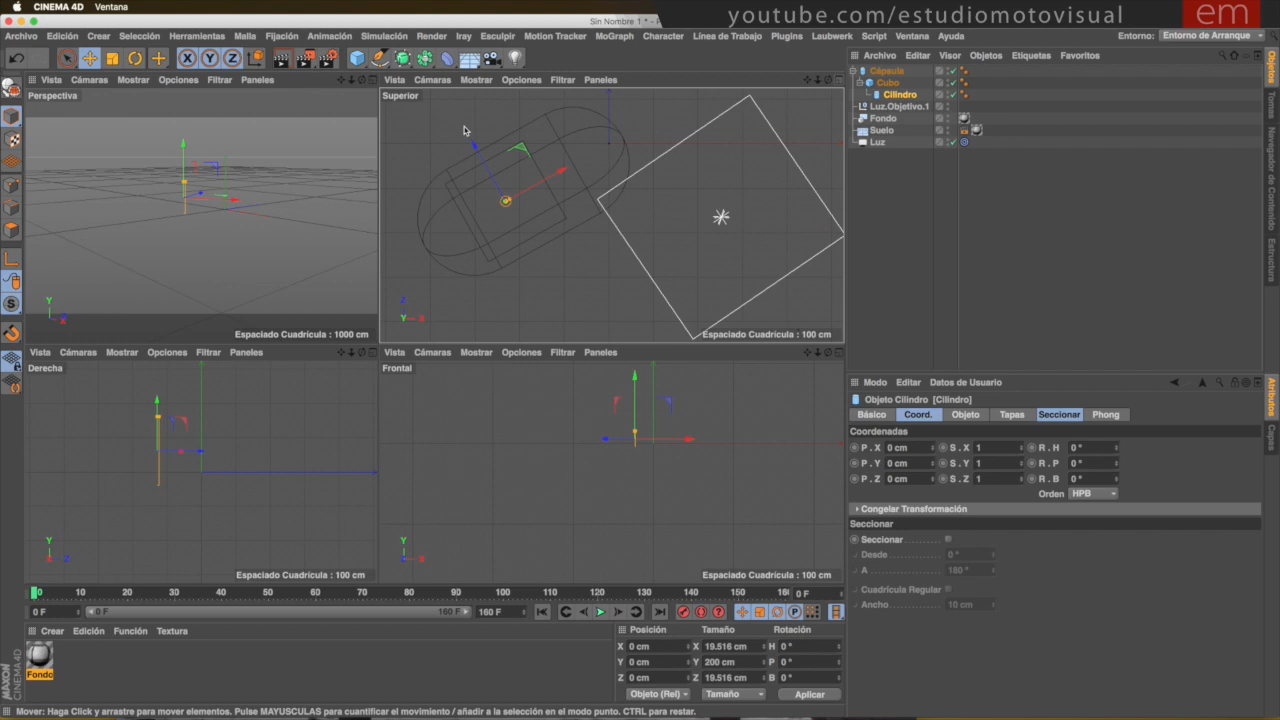 CINEMA 4D Ventana
Sin Nombre 1 * -
youtube.com/estudiomotovisual em
Archivo Edición Crear Selección Herramientas Malla Fijación Animación Simulación Render Iray Esculpir Motion Tracker MoGraph Character Línea de Trabajo Plugins Laubwerk Script Ventana Ayuda Entorno: Entorno de Arranque
X Y Z
Archivo Editar Visor Objetos Etiquetas Favoritos
Vista Cámaras Mostrar Opciones Filtrar Paneles
Vista Cámaras Mostrar Opciones Filtrar Paneles
Perspectiva
Superior
Cápsula
Cubo
Cilindro
Luz.Objetivo.1
Fondo
Suelo
Luz
Objetos
Tomas
Navegador de Contenido
Estructura
Y
X
Espaciado Cuadrícula : 1000 cm
Z
Y X
Espaciado Cuadrícula : 100 cm
Vista Cámaras Mostrar Opciones Filtrar Paneles
Vista Cámaras Mostrar Opciones Filtrar Paneles
Derecha
Frontal
Y
Z
Espaciado Cuadrícula : 100 cm
Y
X
Espaciado Cuadrícula : 100 cm
Modo Editar Datos de Usuario
Objeto Cilindro [Cilindro]
Básico Coord. Objeto Tapas Seccionar Phong
Coordenadas
P . X 0 cm S . X 1 R . H 0 °
P . Y 0 cm S . Y 1 R . P 0 °
P . Z 0 cm S . Z 1 R . B 0 °
Orden HPB
Congelar Transformación
Seccionar
Seccionar
Desde 0 °
A 180 °
Cuadrícula Regular
Ancho 10 cm
Atributos
Capas
0 10 20 30 40 50 60 70 80 90 100 110 120 130 140 150 16 0 F
0 F 0 F 160 F 160 F
Crear Edición Función Textura
Fondo
Posición Tamaño Rotación
X 0 cm X 19.516 cm H 0 °
Y 0 cm Y 200 cm P 0 °
Z 0 cm Z 19.516 cm B 0 °
Objeto (Rel) Tamaño Aplicar
MAXON CINEMA 4D
Mover: Haga Click y arrastre para mover elementos. Pulse MAYUSCULAS para cuantificar el movimiento / añadir a la selección en el modo punto. CTRL para restar.